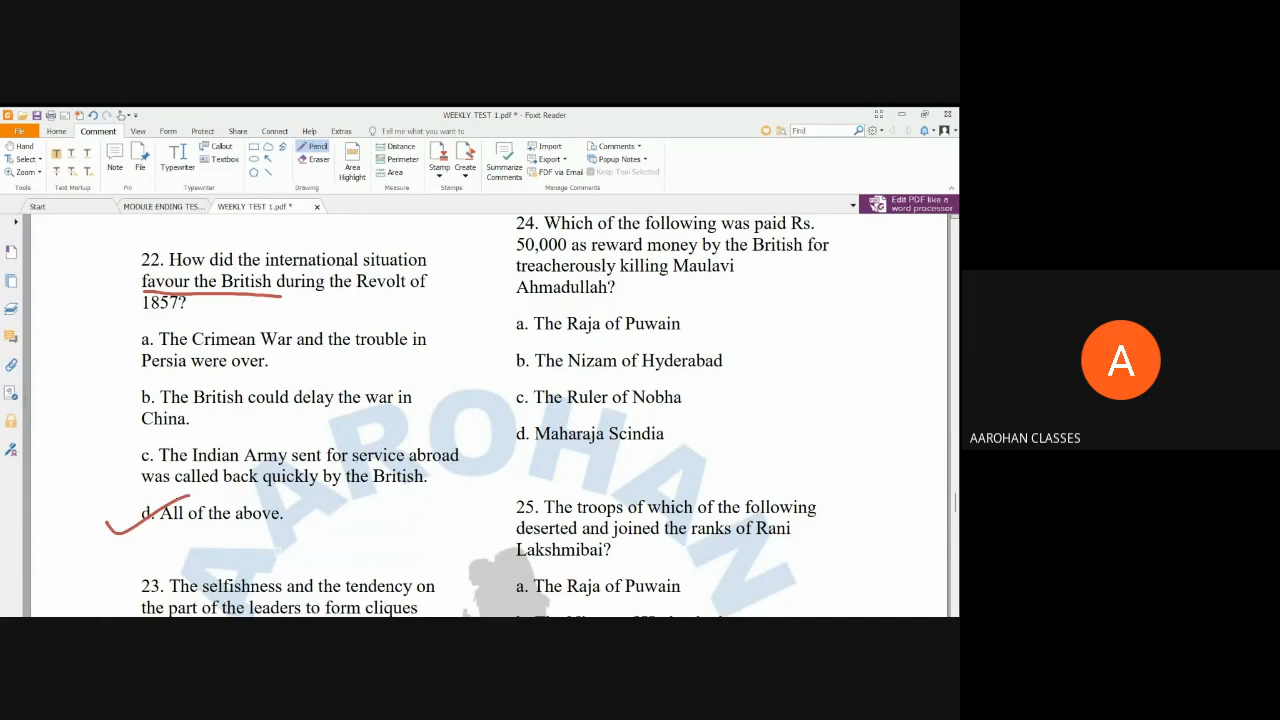 WEEKLY TEST 1.pdf * - Foxit Reader
File Home Comment View Form Protect Share Connect Help Extras Tell me what you want to Find
Hand
Select
Zoom
Tools
Text Markup
Note
File
Pin
Typewriter
Callout
Textbox
Typewriter
Pencil
Eraser
Drawing
Area
Highlight
Distance
Perimeter
Area
Measure
Stamp
Create
Stamps
Summarize
Comments
Import
Export
FDF via Email
Comments
Popup Notes
Keep Tool Selected
Manage Comments
Start MODULE ENDING TES... WEEKLY TEST 1.pdf *
Edit PDF like a
word processor
22. How did the international situation
favour the British during the Revolt of
1857?
a. The Crimean War and the trouble in
Persia were over.
b. The British could delay the war in
China.
c. The Indian Army sent for service abroad
was called back quickly by the British.
d. All of the above.
23. The selfishness and the tendency on
the part of the leaders to form cliques
24. Which of the following was paid Rs.
50,000 as reward money by the British for
treacherously killing Maulavi
Ahmadullah?
a. The Raja of Puwain
b. The Nizam of Hyderabad
c. The Ruler of Nobha
d. Maharaja Scindia
25. The troops of which of the following
deserted and joined the ranks of Rani
Lakshmibai?
a. The Raja of Puwain
AAROHAN
A
AAROHAN CLASSES